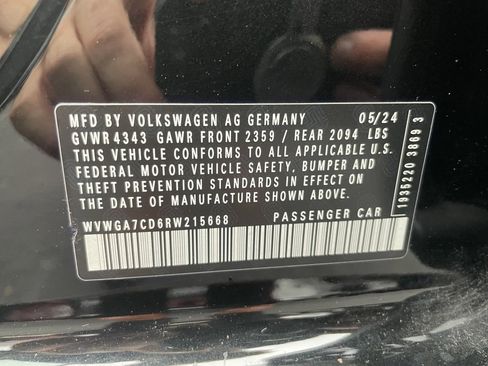 MFD BY VOLKSWAGEN AG GERMANY 05/24
GVWR 4343 GAWR FRONT 2359 / REAR 2094 LBS
THIS VEHICLE CONFORMS TO ALL APPLICABLE U.S.
FEDERAL MOTOR VEHICLE SAFETY, BUMPER AND
THEFT PREVENTION STANDARDS IN EFFECT ON
THE DATE OF MANUFACTURE SHOWN ABOVE.
WVWGA7CD6RW215668 PASSENGER CAR
1995220 3869 3